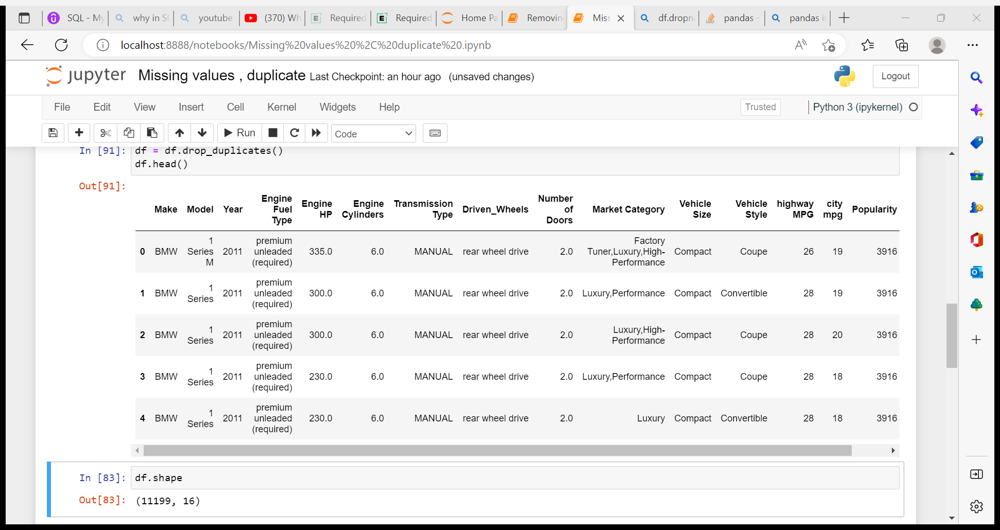 SQL - My
why in SQ
youtube
(370) Wh
Required
Required
Home Pa
Removing
Miss
df.dropn
pandas -
pandas is
localhost:8888/notebooks/Missing%20values%20%2C%20duplicate%20.ipynb
jupyter Missing values , duplicate Last Checkpoint: an hour ago (unsaved changes)
Logout
File Edit View Insert Cell Kernel Widgets Help
Trusted
Python 3 (ipykernel)
Run
Code
In [91]: df = df.drop_duplicates()
df.head()
Out[91]:
Make Model Year Engine Fuel Type Engine HP Engine Cylinders Transmission Type Driven_Wheels Number of Doors Market Category Vehicle Size Vehicle Style highway MPG city mpg Popularity
0 BMW 1 Series M 2011 premium unleaded (required) 335.0 6.0 MANUAL rear wheel drive 2.0 Factory Tuner,Luxury,High-Performance Compact Coupe 26 19 3916
1 BMW 1 Series 2011 premium unleaded (required) 300.0 6.0 MANUAL rear wheel drive 2.0 Luxury,Performance Compact Convertible 28 19 3916
2 BMW 1 Series 2011 premium unleaded (required) 300.0 6.0 MANUAL rear wheel drive 2.0 Luxury,High-Performance Compact Coupe 28 20 3916
3 BMW 1 Series 2011 premium unleaded (required) 230.0 6.0 MANUAL rear wheel drive 2.0 Luxury,Performance Compact Coupe 28 18 3916
4 BMW 1 Series 2011 premium unleaded (required) 230.0 6.0 MANUAL rear wheel drive 2.0 Luxury Compact Convertible 28 18 3916
In [83]: df.shape
Out[83]: (11199, 16)